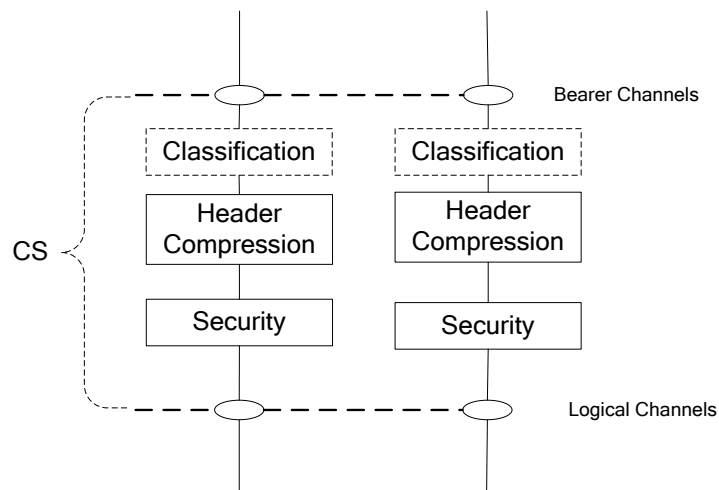 Bearer Channels
Classification
Classification
Header
Compression
Header
Compression
CS
Security
Security
Logical Channels